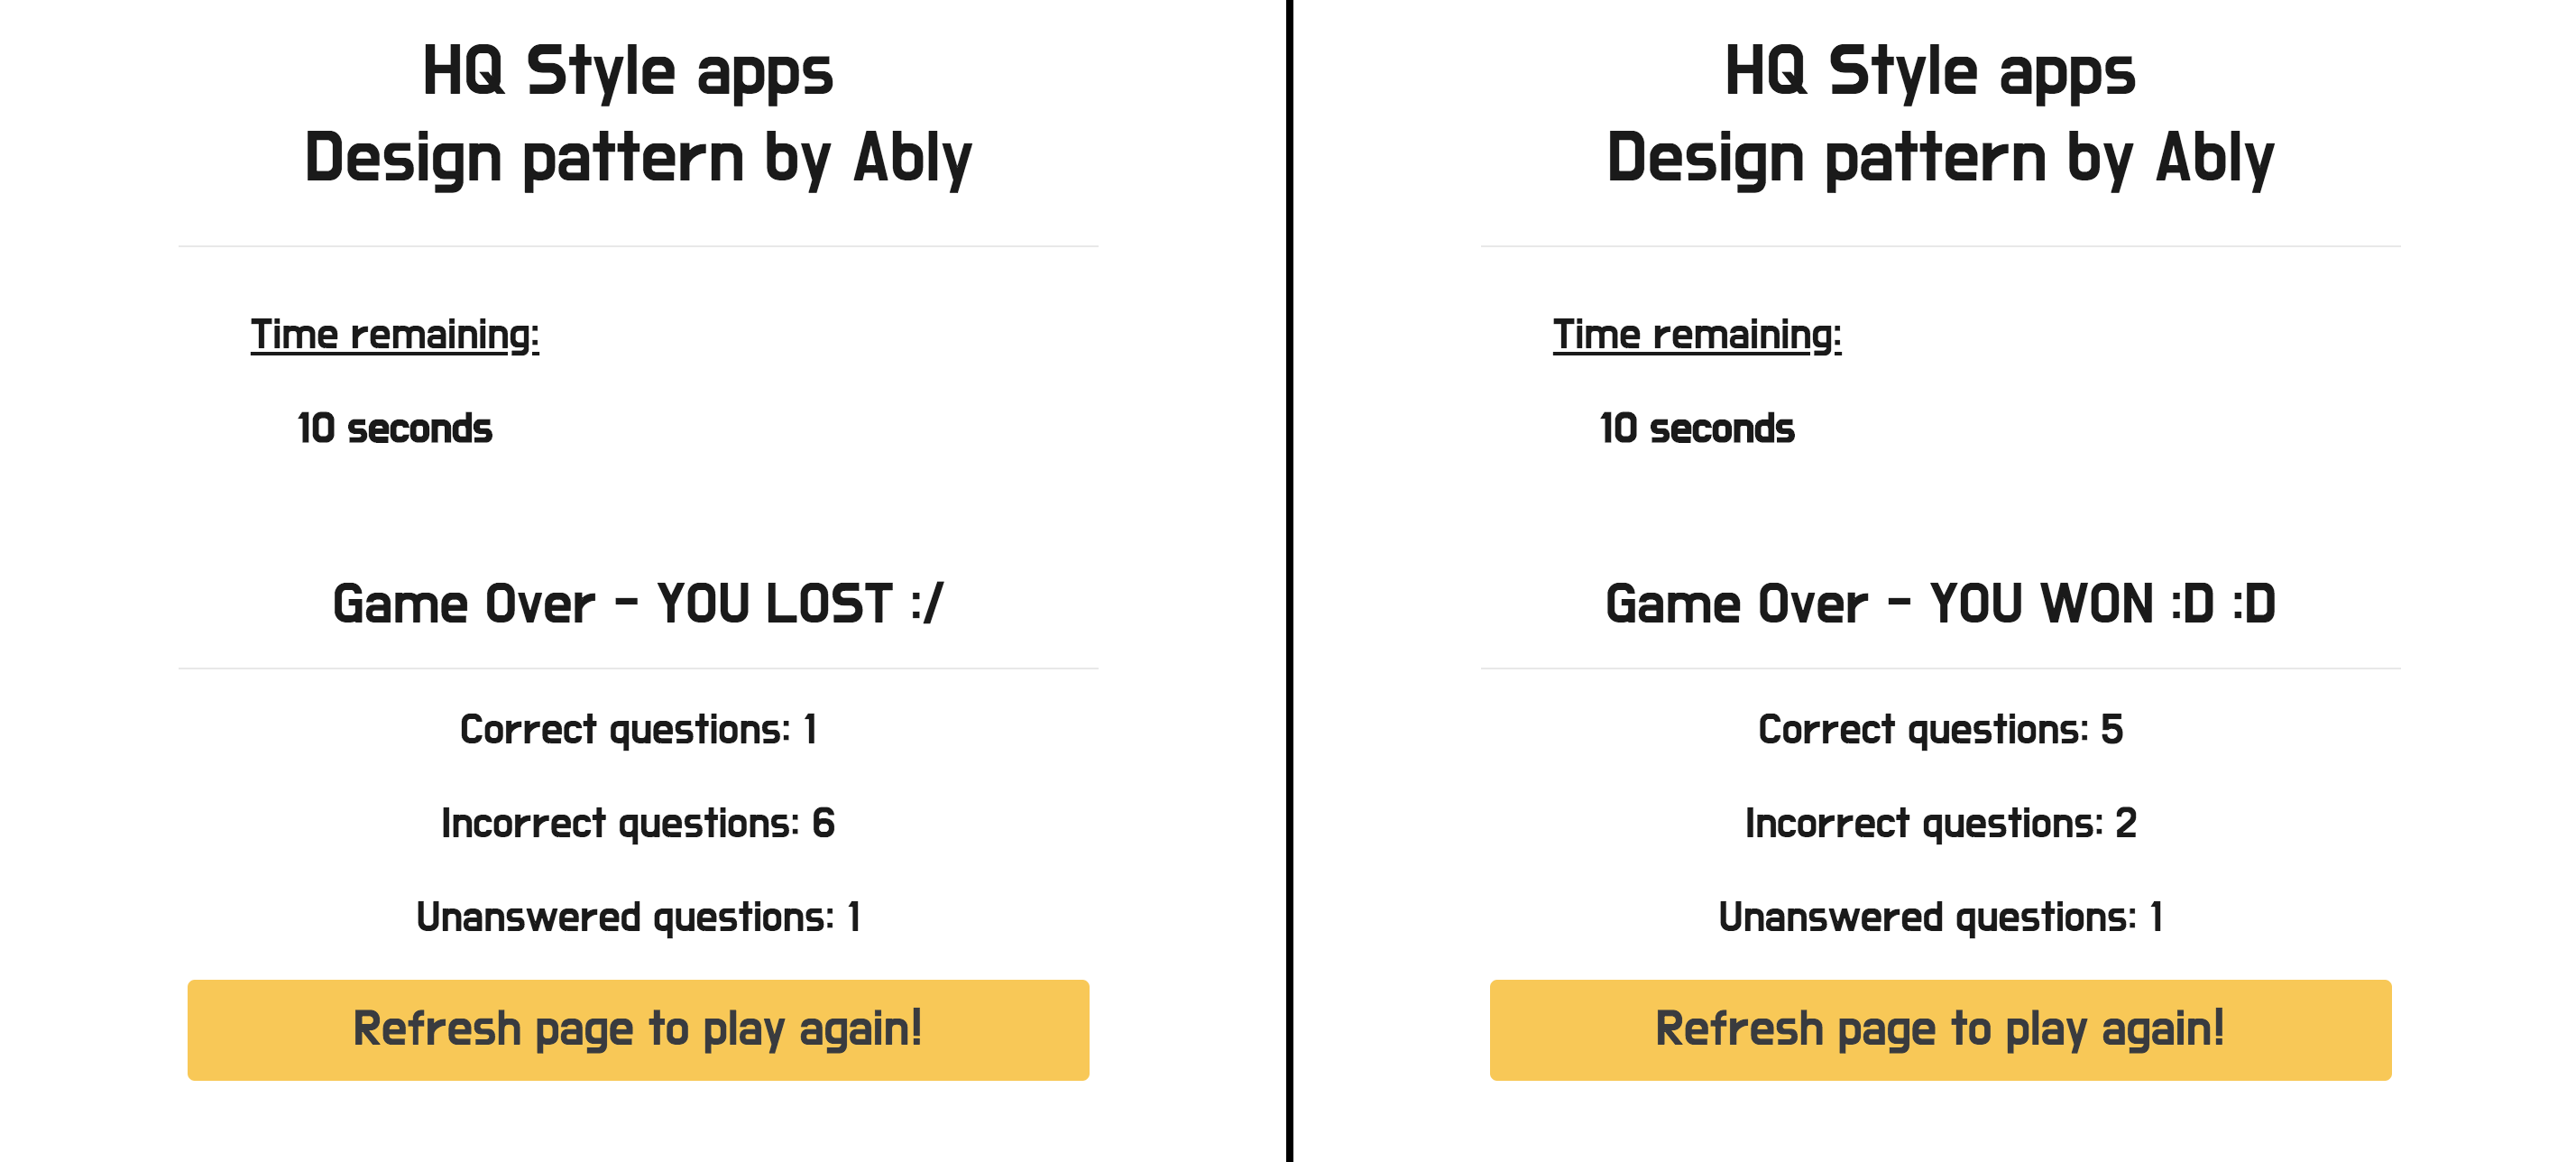 HQ Style apps
Design pattern by Ably
Time remaining:
10 seconds
Game Over - YOU LOST :/
Correct questions: 1
Incorrect questions: 6
Unanswered questions: 1
Refresh page to play again!
HQ Style apps
Design pattern by Ably
Time remaining:
10 seconds
Game Over - YOU WON :D :D
Correct questions: 5
Incorrect questions: 2
Unanswered questions: 1
Refresh page to play again!